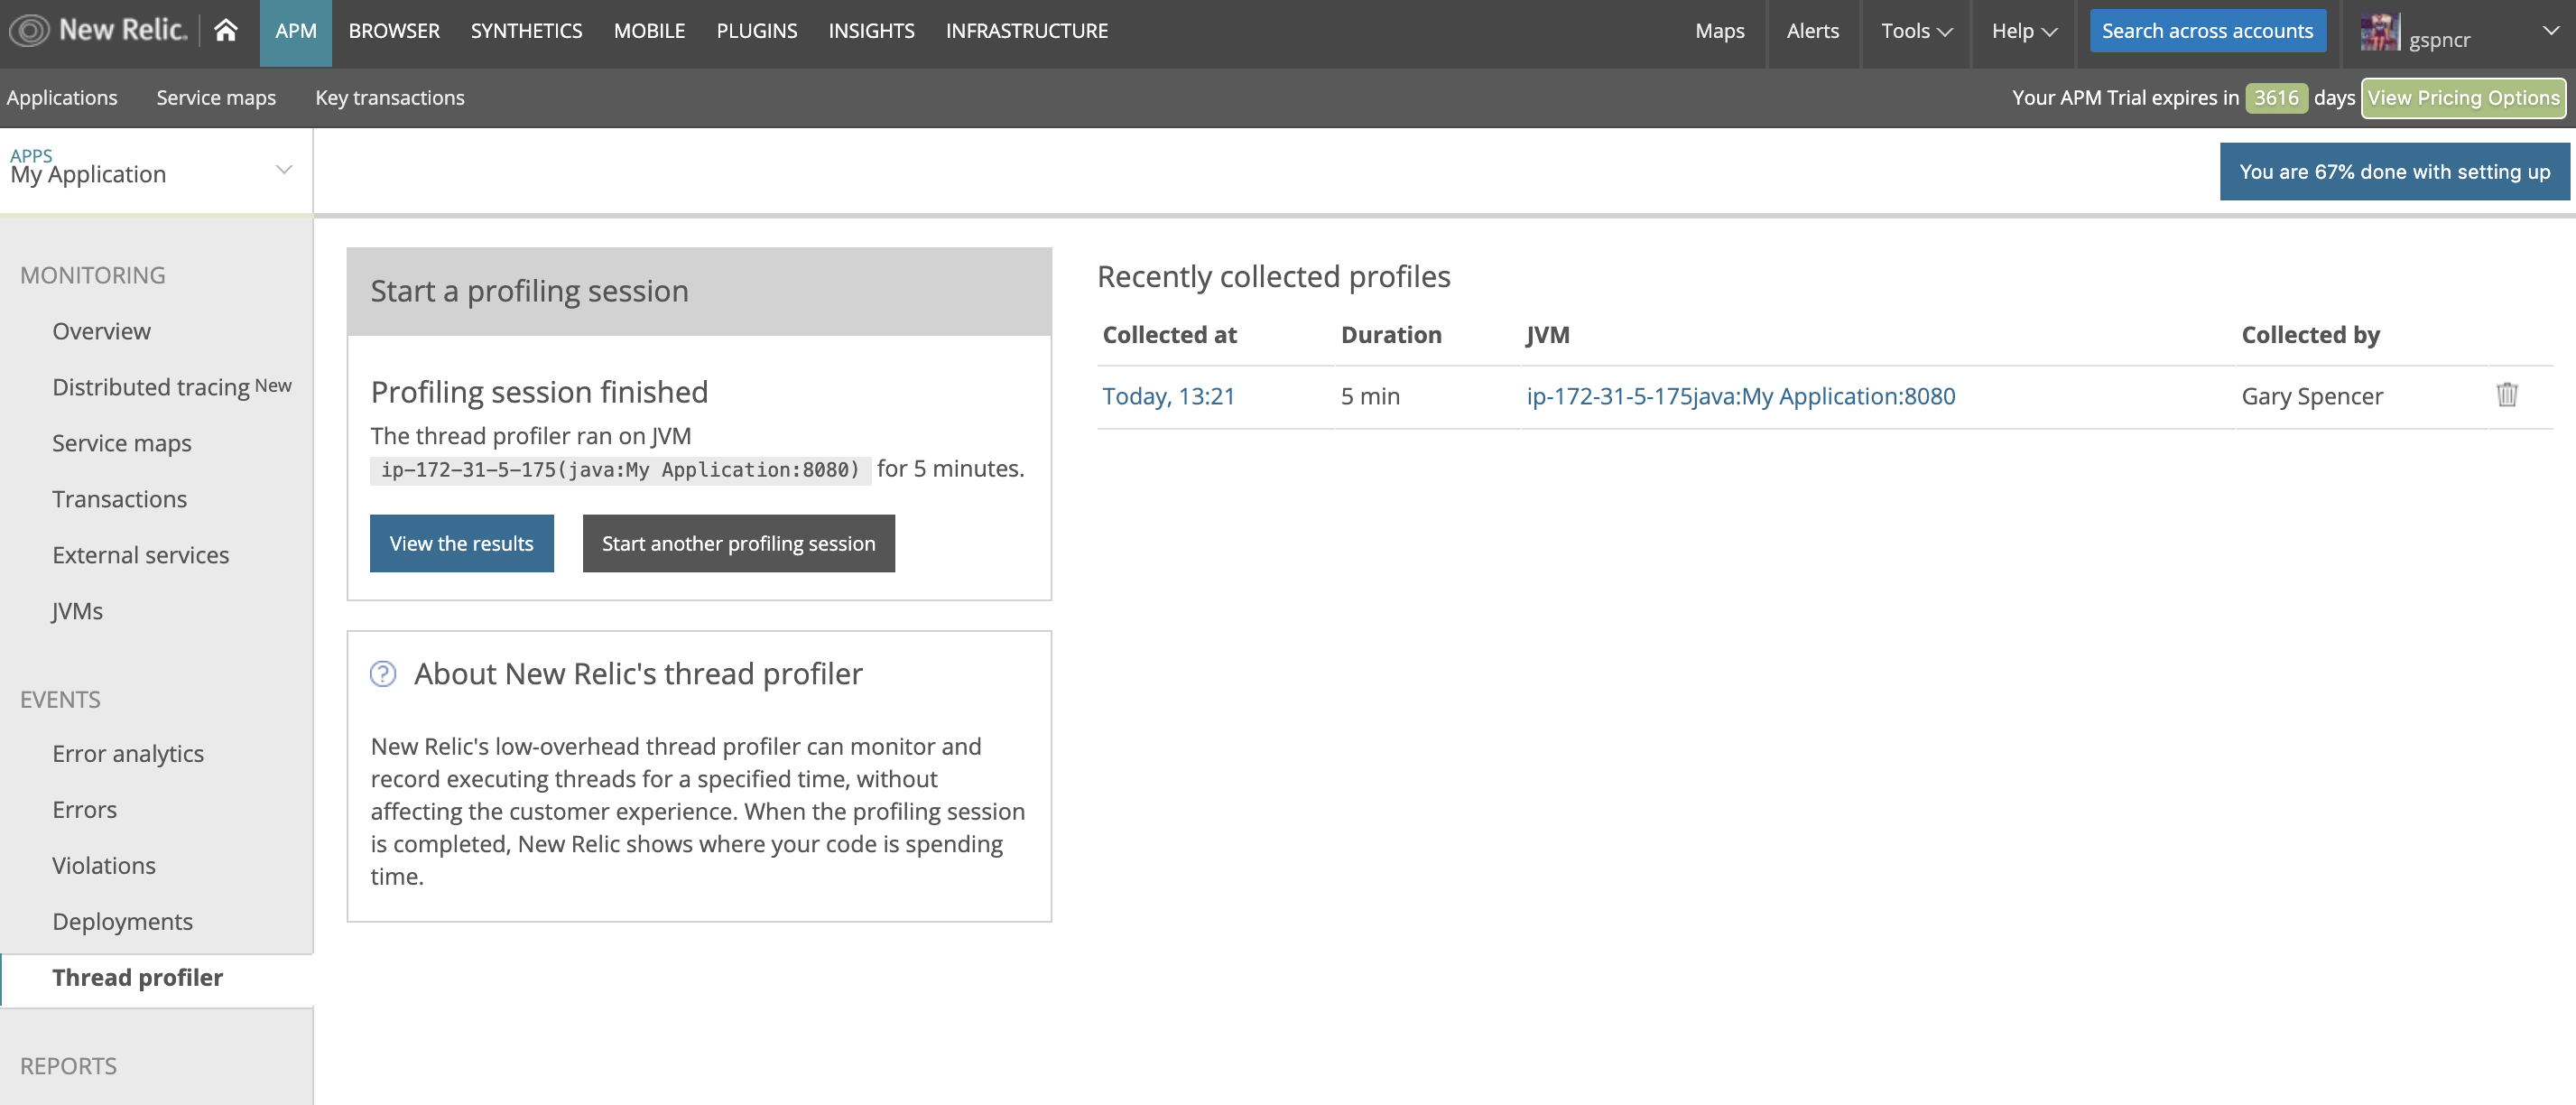 New Relic.
APM BROWSER SYNTHETICS MOBILE PLUGINS INSIGHTS INFRASTRUCTURE
Maps Alerts Tools Help Search across accounts gspncr
Applications Service maps Key transactions
Your APM Trial expires in 3616 days View Pricing Options
APPS
My Application
You are 67% done with setting up
MONITORING
Overview
Distributed tracing New
Service maps
Transactions
External services
JVMs
EVENTS
Error analytics
Errors
Violations
Deployments
Thread profiler
REPORTS
Start a profiling session
Profiling session finished
The thread profiler ran on JVM
ip-172-31-5-175(java:My Application:8080) for 5 minutes.
View the results Start another profiling session
About New Relic's thread profiler
New Relic's low-overhead thread profiler can monitor and
record executing threads for a specified time, without
affecting the customer experience. When the profiling session
is completed, New Relic shows where your code is spending
time.
Recently collected profiles
Collected at Duration JVM Collected by
Today, 13:21 5 min ip-172-31-5-175java:My Application:8080 Gary Spencer